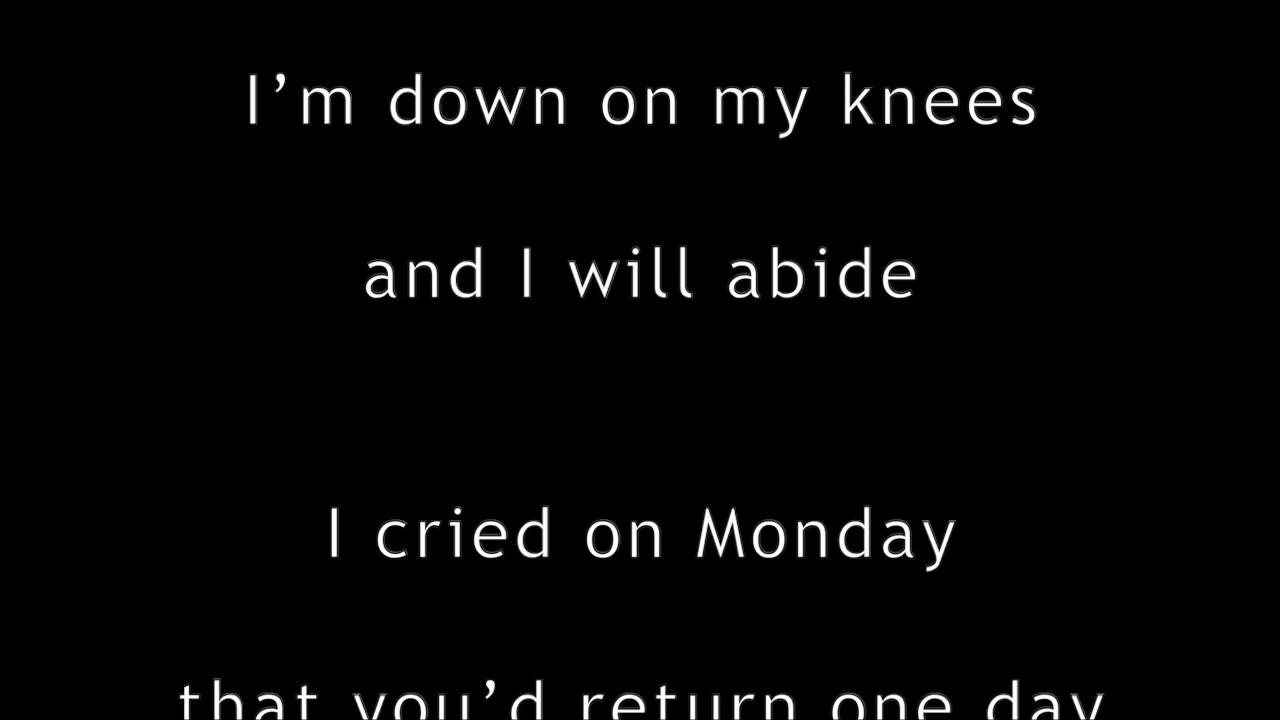 I’m down on my knees
and I will abide
I cried on Monday
that you’d return one day